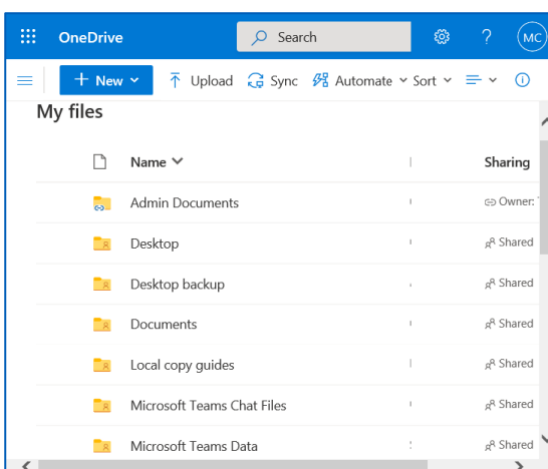 OneDrive Search ? MC
+ New Upload Sync Automate Sort
My files
Name Sharing
Admin Documents Owner:
Desktop Shared
Desktop backup Shared
Documents Shared
Local copy guides Shared
Microsoft Teams Chat Files Shared
Microsoft Teams Data Shared